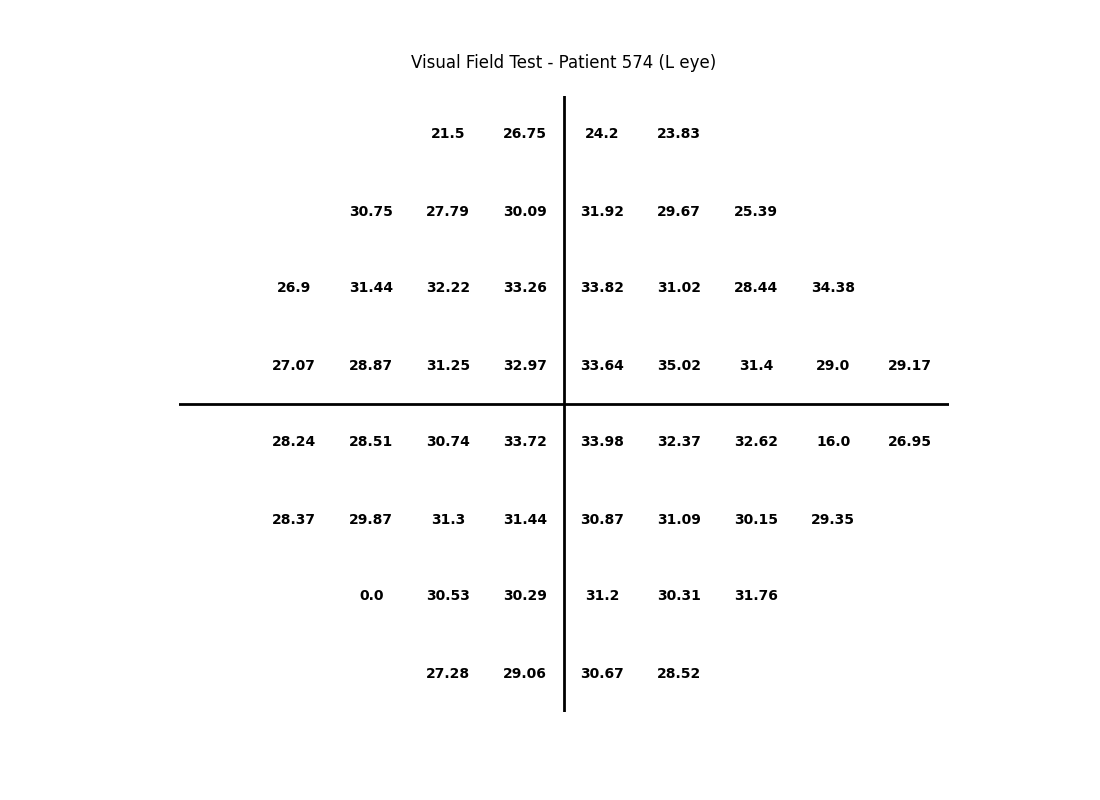 Visual Field Test - Patient 574 (L eye)
21.5 26.75 24.2 23.83
30.75 27.79 30.09 31.92 29.67 25.39
26.9 31.44 32.22 33.26 33.82 31.02 28.44 34.38
27.07 28.87 31.25 32.97 33.64 35.02 31.4 29.0 29.17
28.24 28.51 30.74 33.72 33.98 32.37 32.62 16.0 26.95
28.37 29.87 31.3 31.44 30.87 31.09 30.15 29.35
0.0 30.53 30.29 31.2 30.31 31.76
27.28 29.06 30.67 28.52